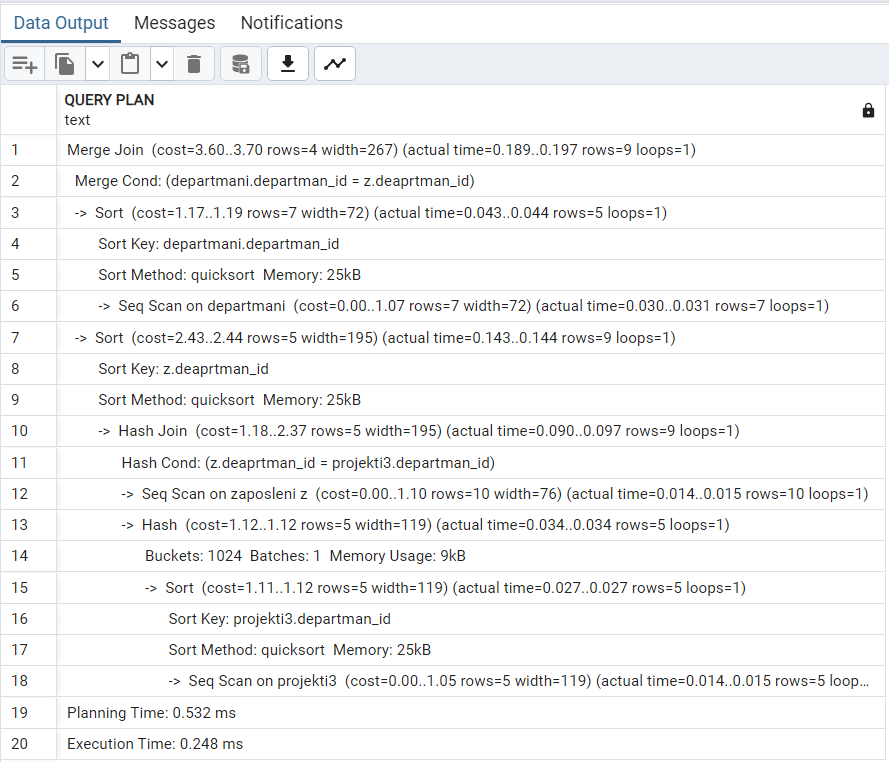 Data Output Messages Notifications
QUERY PLAN
text
1 Merge Join (cost=3.60..3.70 rows=4 width=267) (actual time=0.189..0.197 rows=9 loops=1)
2 Merge Cond: (departmani.departman_id = z.deaprtman_id)
3 -> Sort (cost=1.17..1.19 rows=7 width=72) (actual time=0.043..0.044 rows=5 loops=1)
4 Sort Key: departmani.departman_id
5 Sort Method: quicksort Memory: 25kB
6 -> Seq Scan on departmani (cost=0.00..1.07 rows=7 width=72) (actual time=0.030..0.031 rows=7 loops=1)
7 -> Sort (cost=2.43..2.44 rows=5 width=195) (actual time=0.143..0.144 rows=9 loops=1)
8 Sort Key: z.deaprtman_id
9 Sort Method: quicksort Memory: 25kB
10 -> Hash Join (cost=1.18..2.37 rows=5 width=195) (actual time=0.090..0.097 rows=9 loops=1)
11 Hash Cond: (z.deaprtman_id = projekti3.departman_id)
12 -> Seq Scan on zaposleni z (cost=0.00..1.10 rows=10 width=76) (actual time=0.014..0.015 rows=10 loops=1)
13 -> Hash (cost=1.12..1.12 rows=5 width=119) (actual time=0.034..0.034 rows=5 loops=1)
14 Buckets: 1024 Batches: 1 Memory Usage: 9kB
15 -> Sort (cost=1.11..1.12 rows=5 width=119) (actual time=0.027..0.027 rows=5 loops=1)
16 Sort Key: projekti3.departman_id
17 Sort Method: quicksort Memory: 25kB
18 -> Seq Scan on projekti3 (cost=0.00..1.05 rows=5 width=119) (actual time=0.014..0.015 rows=5 loop...
19 Planning Time: 0.532 ms
20 Execution Time: 0.248 ms